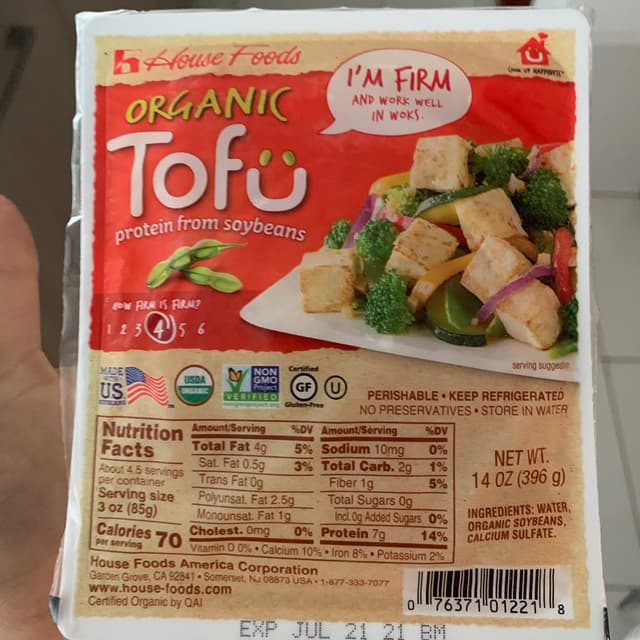 House Foods
I'M FIRM
AND WORK WELL
IN WOKS.
ORGANIC
Tofu
protein from soybeans
HOW FIRM IS FIRM?
1 2 3 4 5 6
serving suggestion
MADE
WITH
US
SOYBEANS
USDA
ORGANIC
NON
GMO
Project
VERIFIED
Certified
GF
Gluten-Free
U
PERISHABLE • KEEP REFRIGERATED
NO PRESERVATIVES • STORE IN WATER
Nutrition
Facts
About 4.5 servings
per container
Serving size
3 oz (85g)
Calories 70
per serving
Amount/Serving %DV
Total Fat 4g 5%
Sat. Fat 0.5g 3%
Trans Fat 0g
Polyunsat. Fat 2.5g
Monounsat. Fat 1g
Cholest. 0mg 0%
Amount/Serving %DV
Sodium 10mg 0%
Total Carb. 2g 1%
Fiber 1g 5%
Total Sugars 0g
Incl. 0g Added Sugars 0%
Protein 7g 14%
Vitamin D 0% • Calcium 10% • Iron 8% • Potassium 2%
NET WT.
14 OZ (396 g)
INGREDIENTS: WATER,
ORGANIC SOYBEANS,
CALCIUM SULFATE.
House Foods America Corporation
Garden Grove, CA 92841 • Somerset, NJ 08873 USA • 1-877-333-7077
www.house-foods.com
Certified Organic by QAI
0 76371 01221 8
EXP JUL 21 21 BM